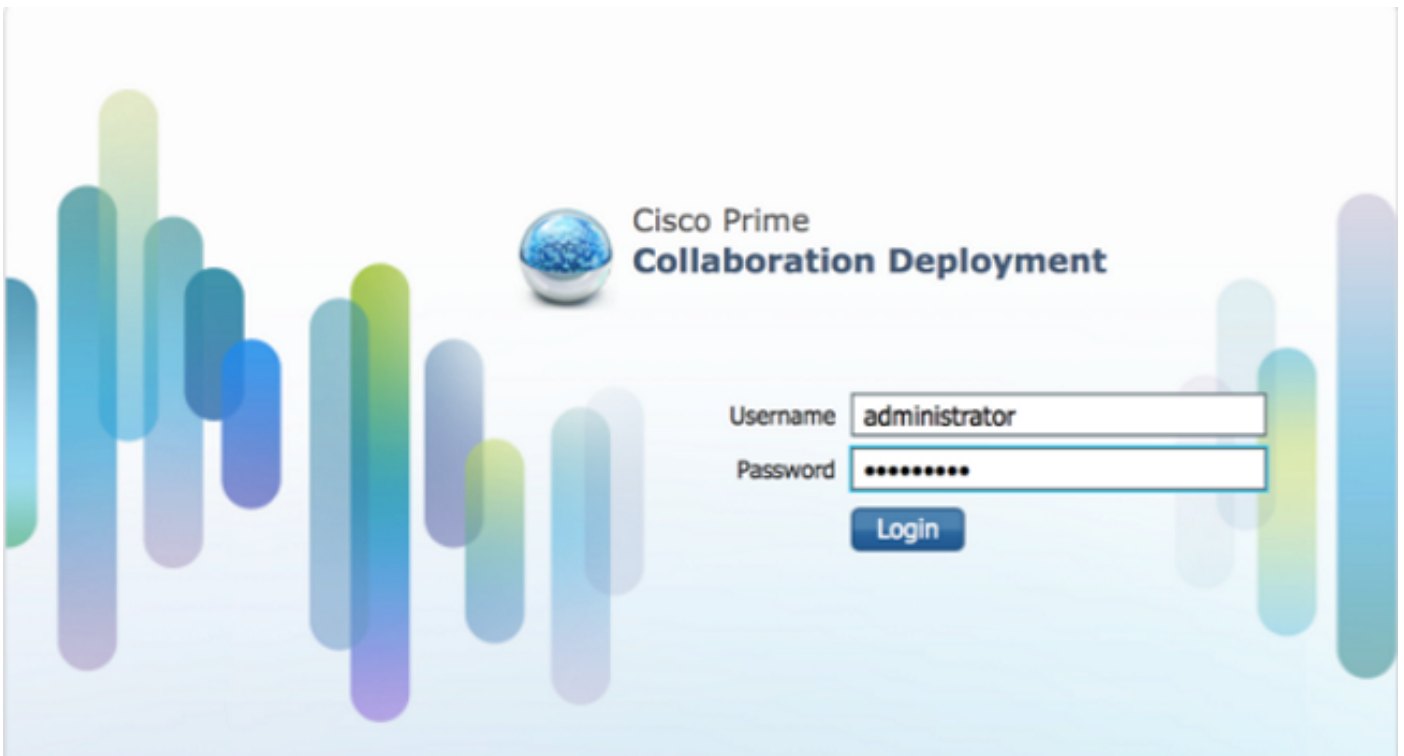 Cisco Prime
Collaboration Deployment
Username administrator
Password •••••••••
Login